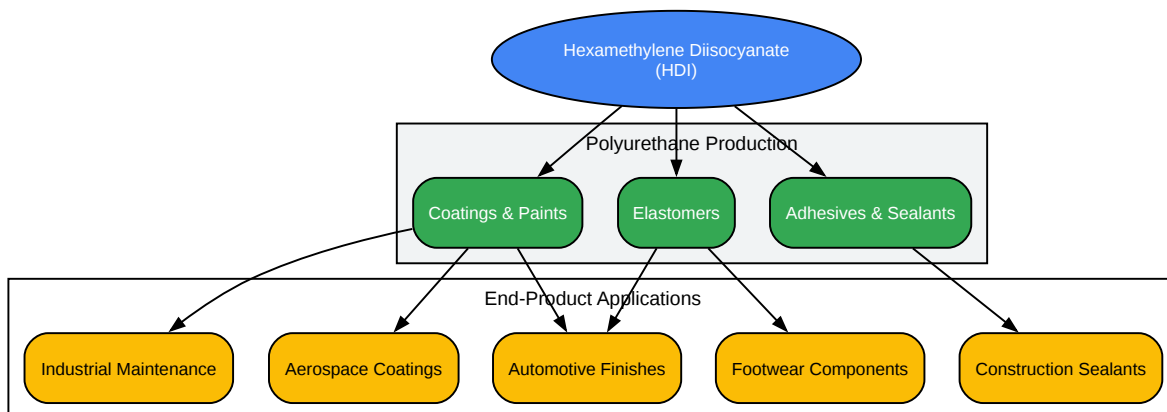 Hexamethylene Diisocyanate
(HDI)
Polyurethane Production
Coatings & Paints
Elastomers
Adhesives & Sealants
End-Product Applications
Industrial Maintenance
Aerospace Coatings
Automotive Finishes
Footwear Components
Construction Sealants